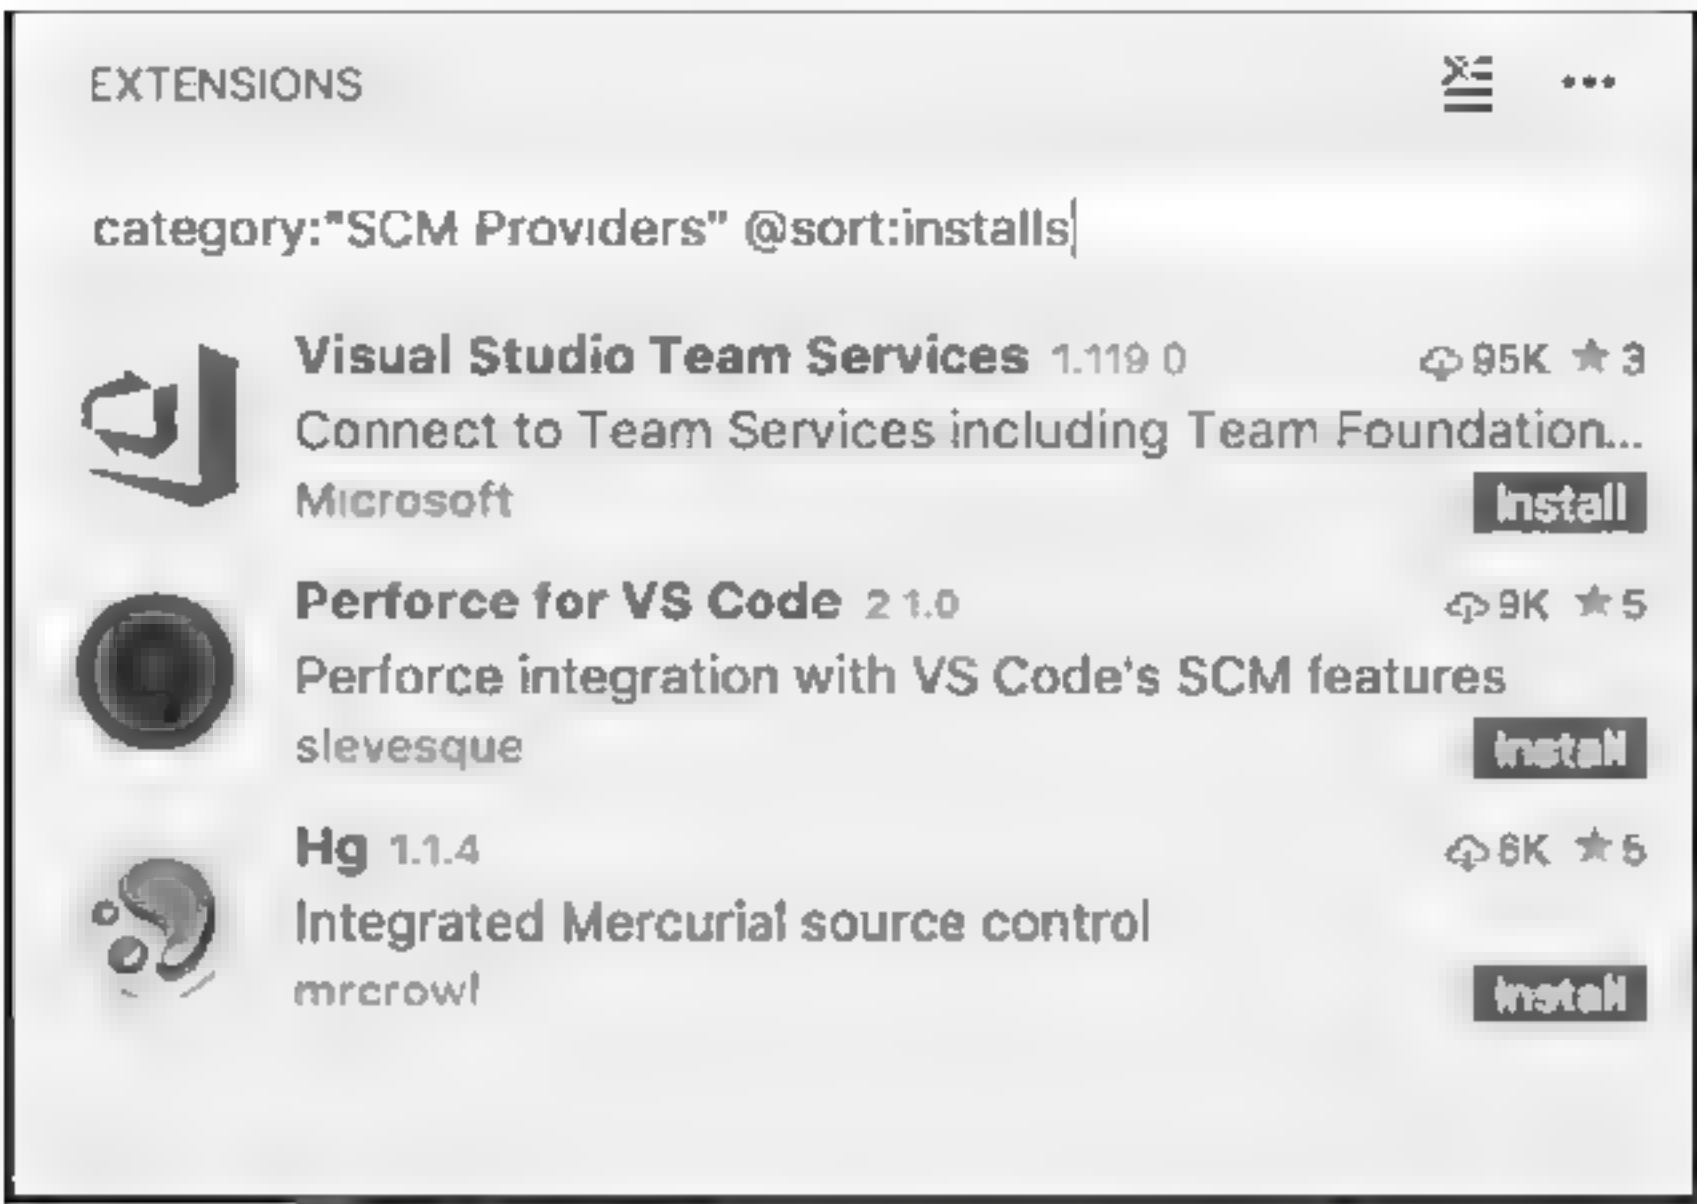 EXTENSIONS
category:"SCM Providers" @sort:installs
Visual Studio Team Services 1.119.0 95K ★ 3
Connect to Team Services including Team Foundation...
Microsoft Install
Perforce for VS Code 2.1.0 9K ★ 5
Perforce integration with VS Code's SCM features
slevesque Install
Hg 1.1.4 6K ★ 5
Integrated Mercurial source control
mrcrowl Install